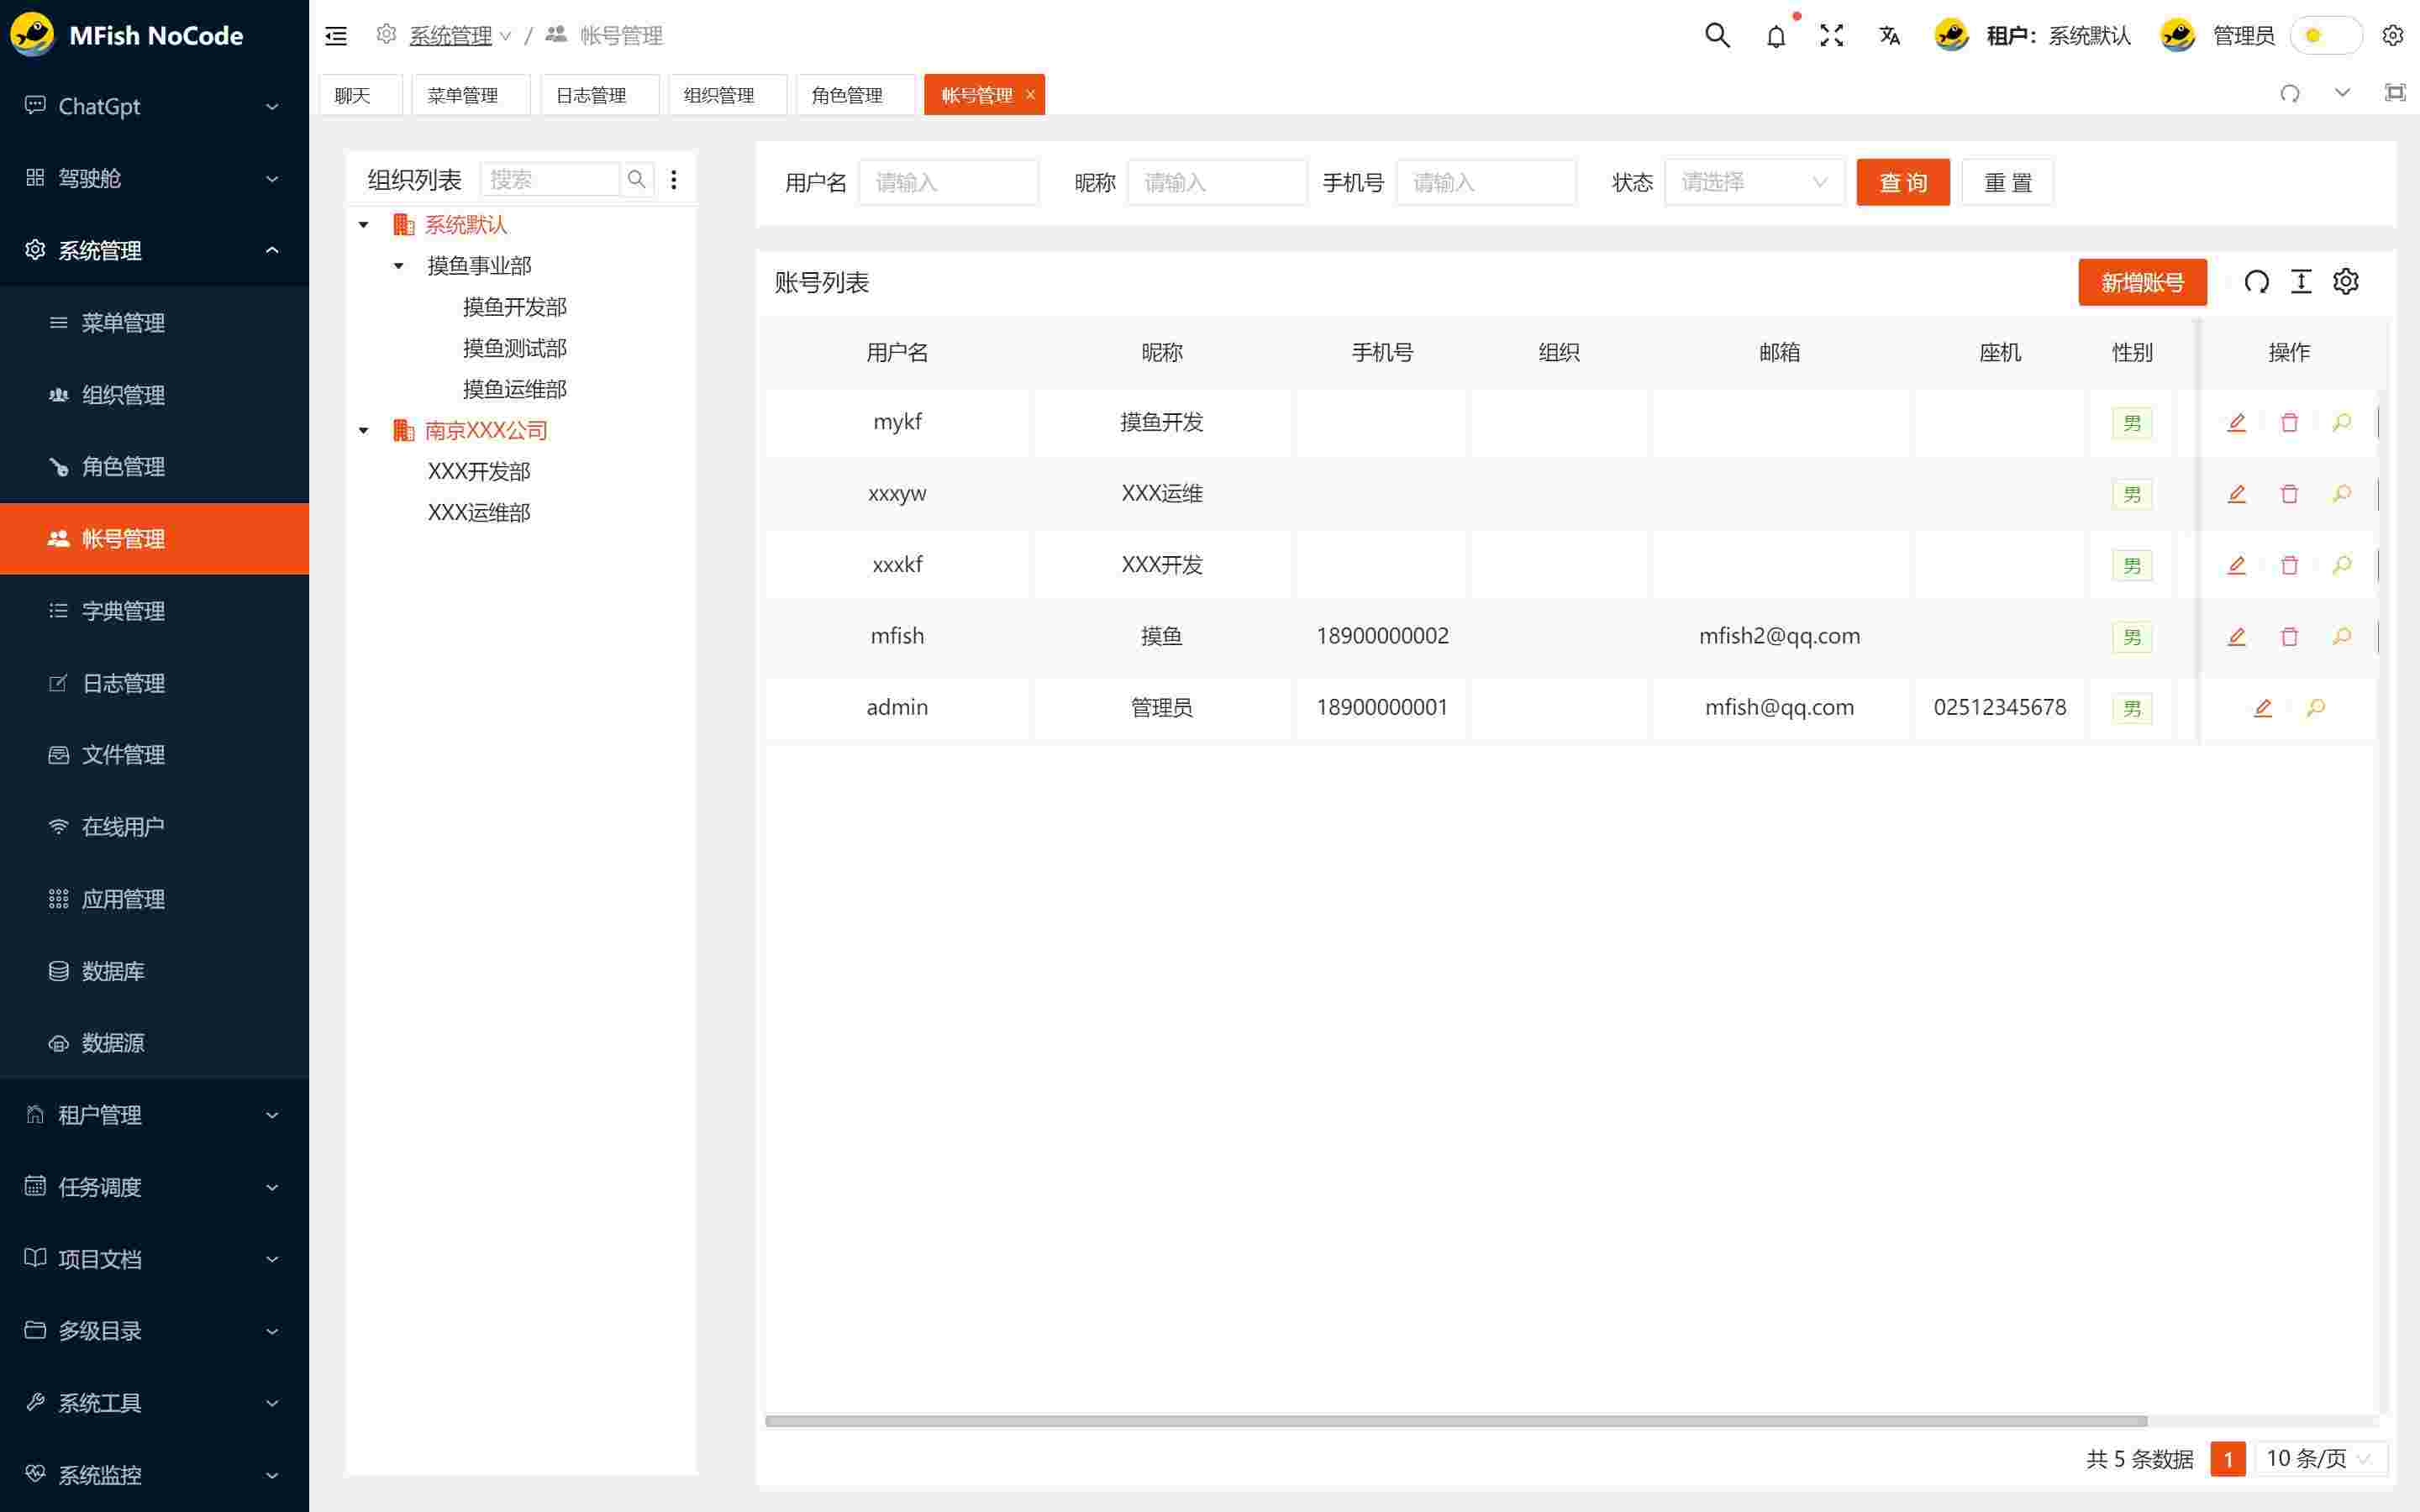 MFish NoCode
ChatGpt
驾驶舱
系统管理
菜单管理
组织管理
角色管理
帐号管理
字典管理
日志管理
文件管理
在线用户
应用管理
数据库
数据源
租户管理
任务调度
项目文档
多级目录
系统工具
系统监控
系统管理 / 帐号管理
租户: 系统默认 管理员
聊天 菜单管理 日志管理 组织管理 角色管理 帐号管理 ×
组织列表 搜索
系统默认
摸鱼事业部
摸鱼开发部
摸鱼测试部
摸鱼运维部
南京XXX公司
XXX开发部
XXX运维部
用户名 请输入 昵称 请输入 手机号 请输入 状态 请选择 查 询 重 置
账号列表 新增账号
用户名 昵称 手机号 组织 邮箱 座机 性别 操作
mykf 摸鱼开发 男
xxxyw XXX运维 男
xxxkf XXX开发 男
mfish 摸鱼 18900000002 mfish2@qq.com 男
admin 管理员 18900000001 mfish@qq.com 02512345678 男
共 5 条数据 1 10 条/页